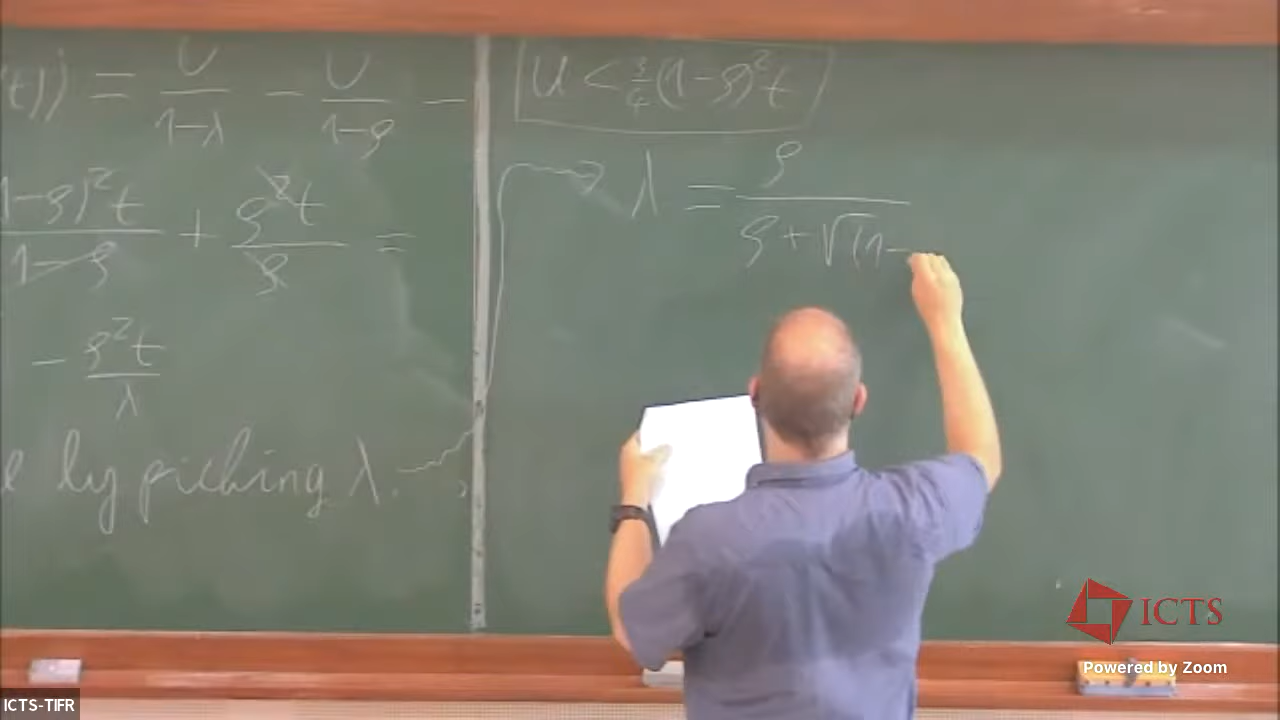 (t)) = U/(1-λ) - U/(1-ρ) -
1-ρ)²t/(1-ρ) + ρ²t/ρ =
- ρ²t/λ
by picking λ.
U < 3/4 (1-ρ)²t
λ = ρ/(ρ+√(1-
ICTS
Powered by Zoom
ICTS-TIFR